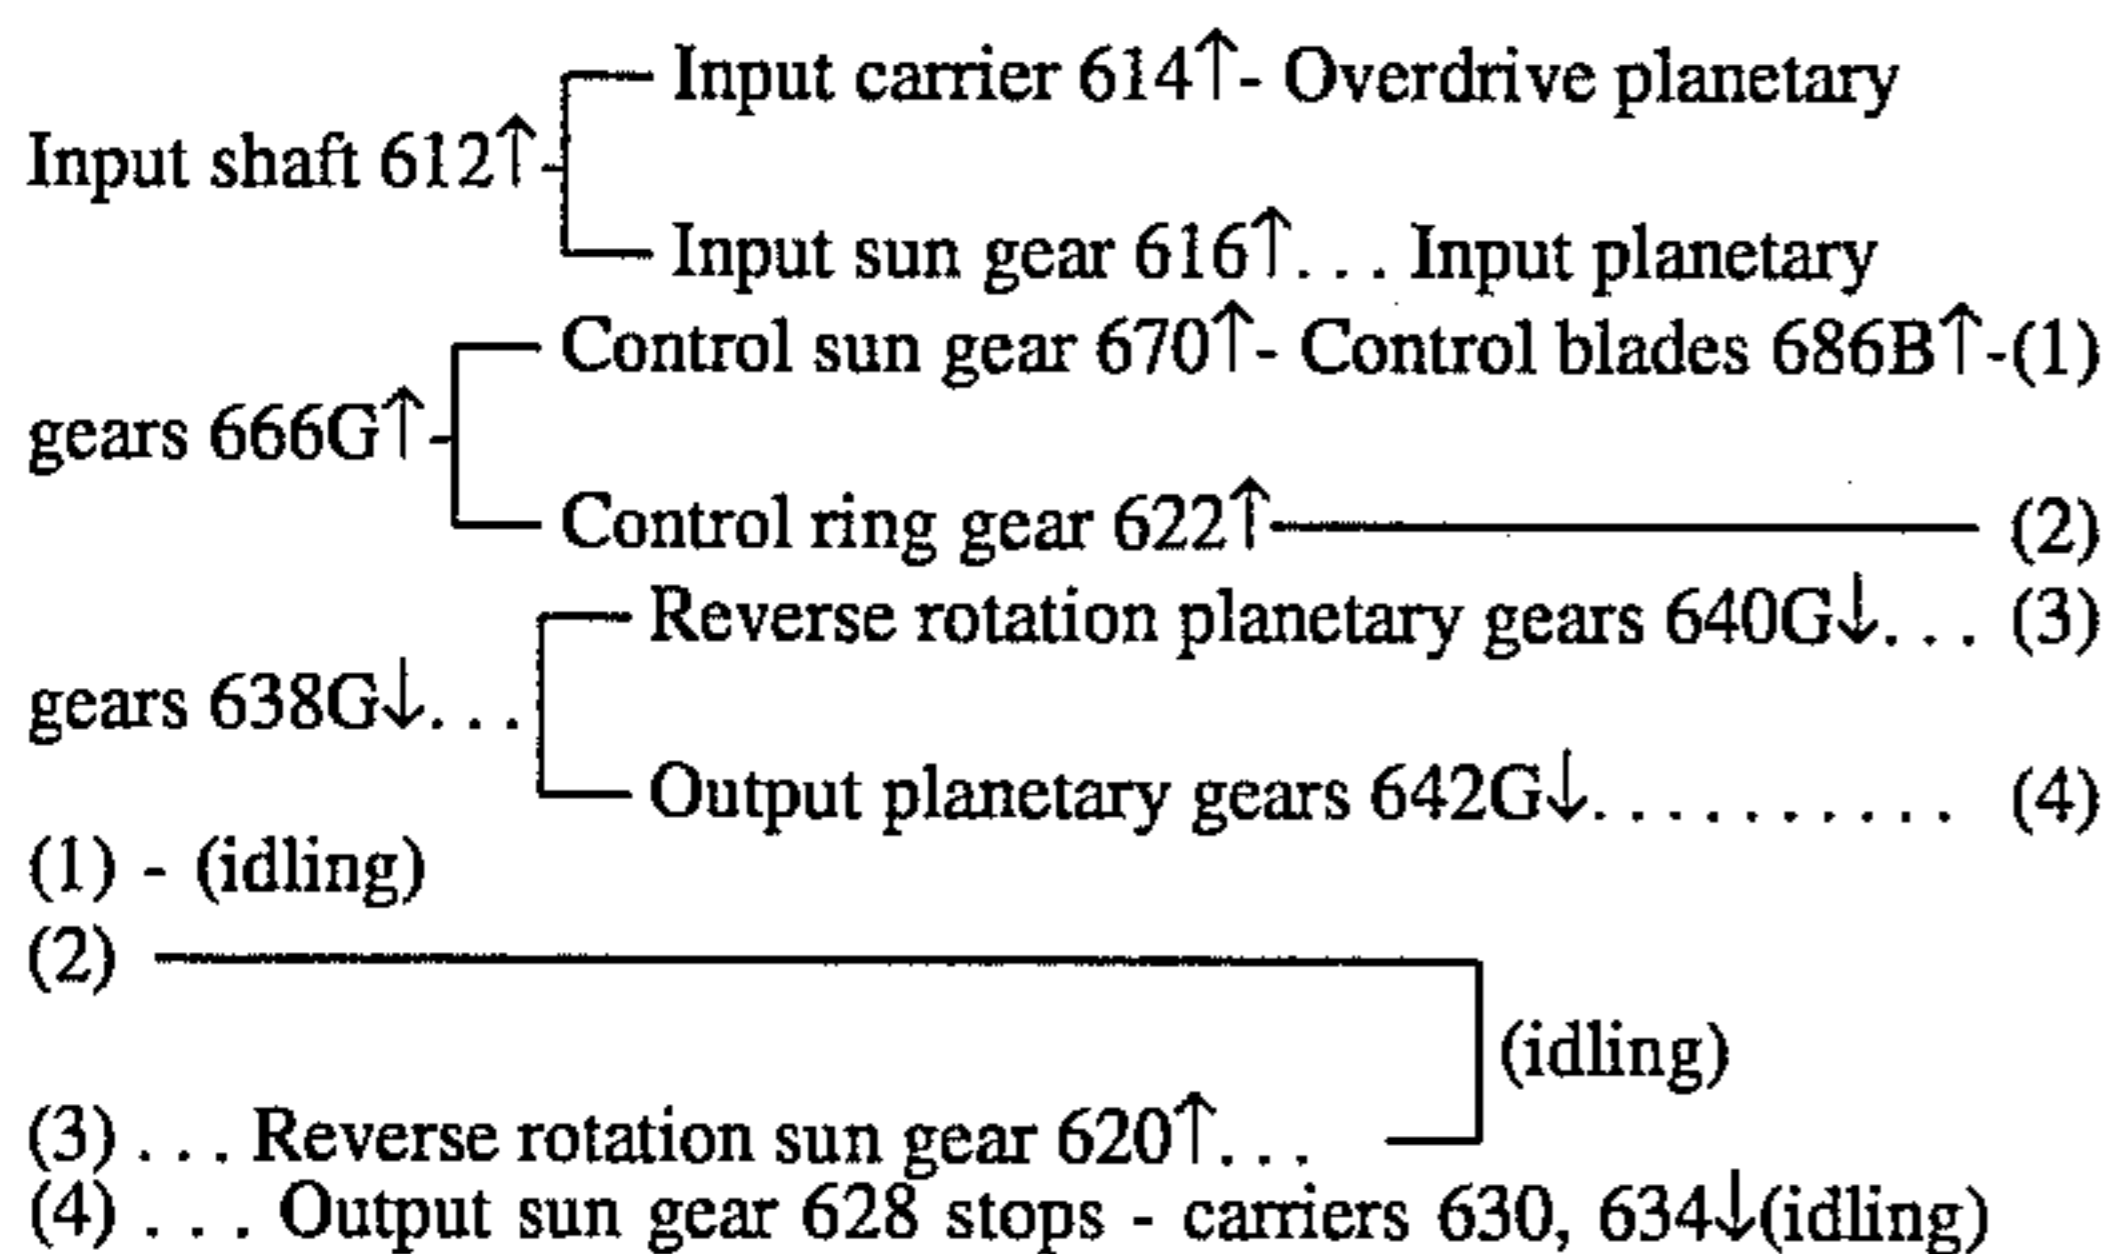 Input carrier 614↑- Overdrive planetary
Input shaft 612↑-
Input sun gear 616↑. . . Input planetary
Control sun gear 670↑- Control blades 686B↑-(1)
gears 666G↑-
Control ring gear 622↑ (2)
Reverse rotation planetary gears 640G↓. . . (3)
gears 638G↓. . .
Output planetary gears 642G↓. . . . . . . . . . (4)
(1) - (idling)
(2)
(idling)
(3) . . . Reverse rotation sun gear 620↑. . .
(4) . . . Output sun gear 628 stops - carriers 630, 634↓(idling)